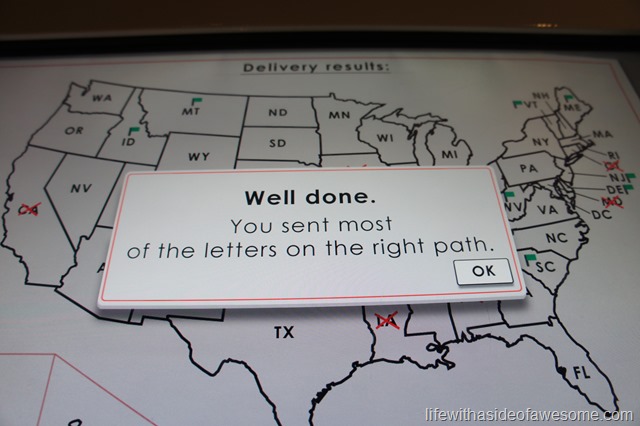 Delivery results:
WA
MT
ND
MN
OR
ID
SD
WI
MI
WY
NV
NH
VT
ME
NY
MA
RI
PA
NJ
DE
WV
VA
DC
NC
SC
TX
FL
Well done.
You sent most
of the letters on the right path.
OK
lifewithasideofawesome.com